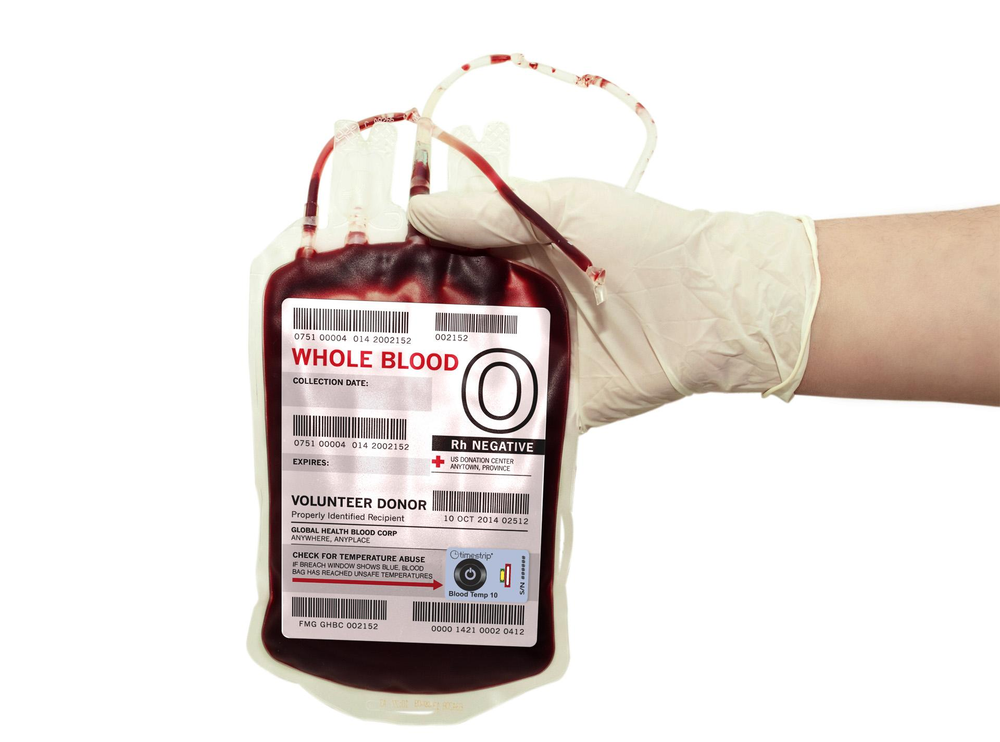 0751 00004 014 2002152
002152
WHOLE BLOOD
O
COLLECTION DATE:
0751 00004 014 2002152
Rh NEGATIVE
EXPIRES:
US DONATION CENTER
ANYTOWN, PROVINCE
VOLUNTEER DONOR
Properly Identified Recipient
10 OCT 2014 02512
GLOBAL HEALTH BLOOD CORP
ANYWHERE, ANYPLACE
CHECK FOR TEMPERATURE ABUSE
IF BREACH WINDOW SHOWS BLUE, BLOOD
BAG HAS REACHED UNSAFE TEMPERATURES
timestrip®
Blood Temp 10
S/N #######
FMG GHBC 002152
0000 1421 0002 0412